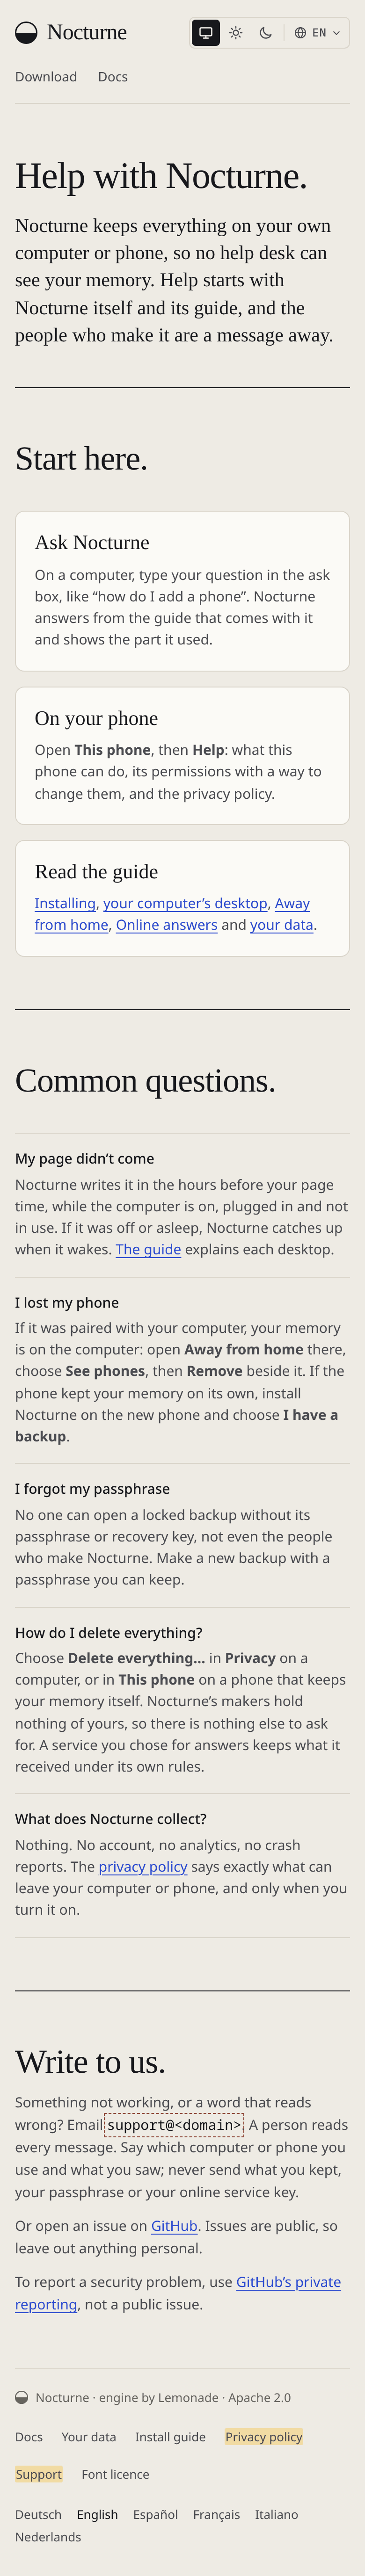 Nocturne
EN
Download Docs
Help with Nocturne.
Nocturne keeps everything on your own
computer or phone, so no help desk can
see your memory. Help starts with
Nocturne itself and its guide, and the
people who make it are a message away.
Start here.
Ask Nocturne
On a computer, type your question in the ask
box, like “how do I add a phone”. Nocturne
answers from the guide that comes with it
and shows the part it used.
On your phone
Open This phone, then Help: what this
phone can do, its permissions with a way to
change them, and the privacy policy.
Read the guide
Installing, your computer’s desktop, Away
from home, Online answers and your data.
Common questions.
My page didn’t come
Nocturne writes it in the hours before your page
time, while the computer is on, plugged in and not
in use. If it was off or asleep, Nocturne catches up
when it wakes. The guide explains each desktop.
I lost my phone
If it was paired with your computer, your memory
is on the computer: open Away from home there,
choose See phones, then Remove beside it. If the
phone kept your memory on its own, install
Nocturne on the new phone and choose I have a
backup.
I forgot my passphrase
No one can open a locked backup without its
passphrase or recovery key, not even the people
who make Nocturne. Make a new backup with a
passphrase you can keep.
How do I delete everything?
Choose Delete everything… in Privacy on a
computer, or in This phone on a phone that keeps
your memory itself. Nocturne’s makers hold
nothing of yours, so there is nothing else to ask
for. A service you chose for answers keeps what it
received under its own rules.
What does Nocturne collect?
Nothing. No account, no analytics, no crash
reports. The privacy policy says exactly what can
leave your computer or phone, and only when you
turn it on.
Write to us.
Something not working, or a word that reads
wrong? Email support@<domain>. A person reads
every message. Say which computer or phone you
use and what you saw; never send what you kept,
your passphrase or your online service key.
Or open an issue on GitHub. Issues are public, so
leave out anything personal.
To report a security problem, use GitHub’s private
reporting, not a public issue.
Nocturne · engine by Lemonade · Apache 2.0
Docs Your data Install guide Privacy policy
Support Font licence
Deutsch English Español Français Italiano
Nederlands